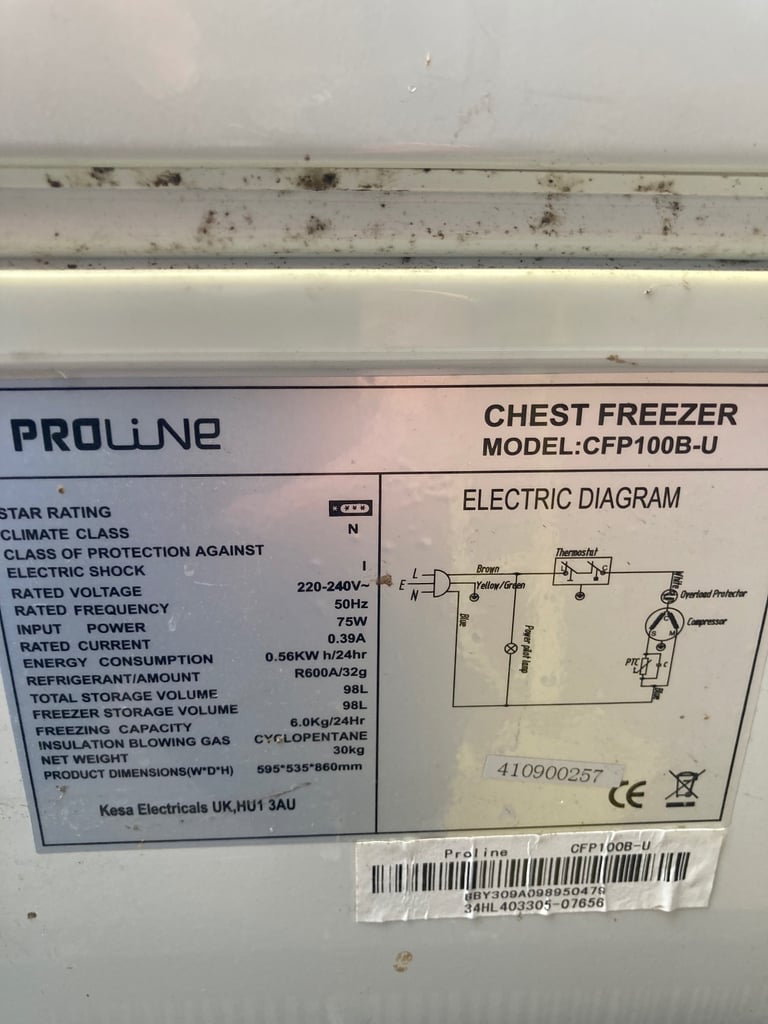 PROLINE
CHEST FREEZER
MODEL:CFP100B-U
STAR RATING
CLIMATE CLASS N
CLASS OF PROTECTION AGAINST
ELECTRIC SHOCK I
RATED VOLTAGE 220-240V~
RATED FREQUENCY 50Hz
INPUT POWER 75W
RATED CURRENT 0.39A
ENERGY CONSUMPTION 0.56KW h/24hr
REFRIGERANT/AMOUNT R600A/32g
TOTAL STORAGE VOLUME 98L
FREEZER STORAGE VOLUME 98L
FREEZING CAPACITY 6.0Kg/24Hr
INSULATION BLOWING GAS CYCLOPENTANE
NET WEIGHT 30kg
PRODUCT DIMENSIONS(W*D*H) 595*535*860mm
Kesa Electricals UK,HU1 3AU
ELECTRIC DIAGRAM
Thermostat
L
E
N
Brown
Yellow/Green
Blue
Power pilot lamp
White
Overload Protector
Compressor
C
S M
PTC
C
Blue
410900257
CE
Proline CFP100B-U
34HL403305-07656